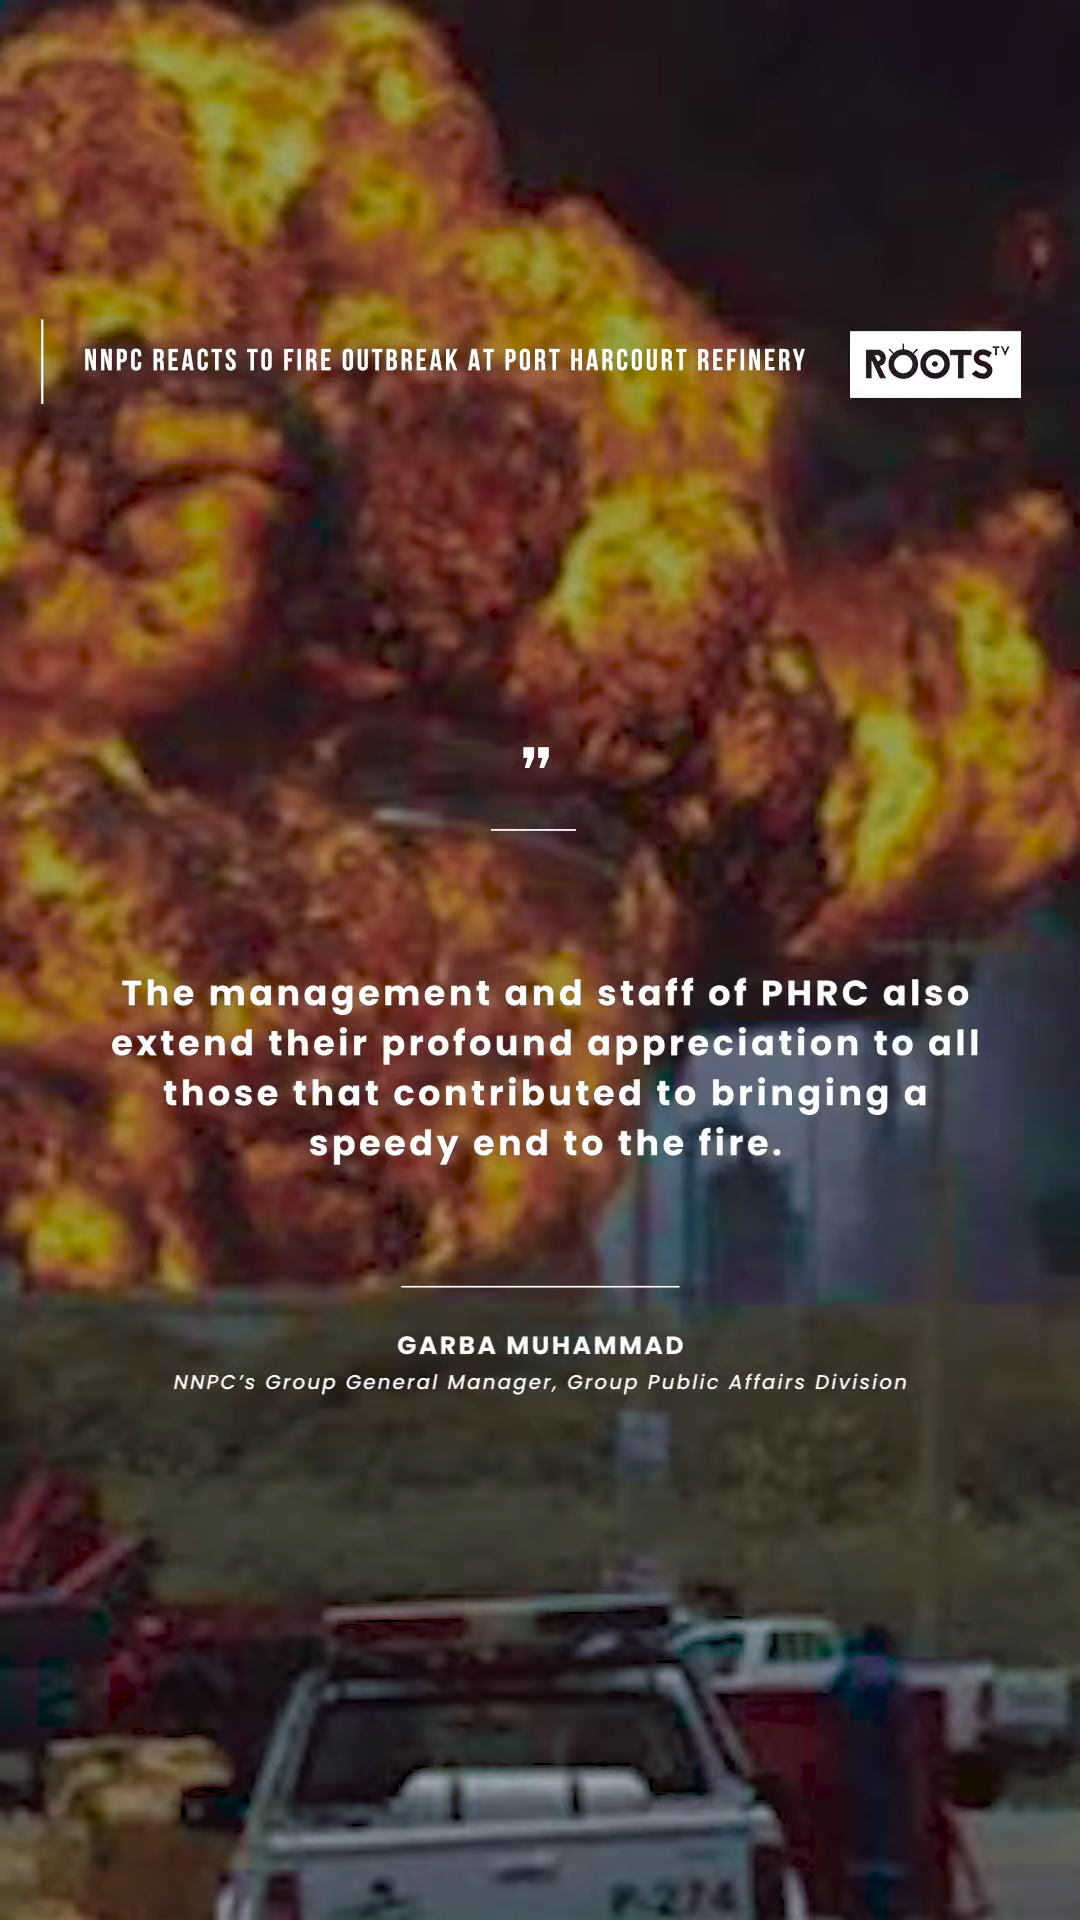 NNPC REACTS TO FIRE OUTBREAK AT PORT HARCOURT REFINERY
ROOTS TV
”
The management and staff of PHRC also
extend their profound appreciation to all
those that contributed to bringing a
speedy end to the fire.
GARBA MUHAMMAD
NNPC’s Group General Manager, Group Public Affairs Division
P-274